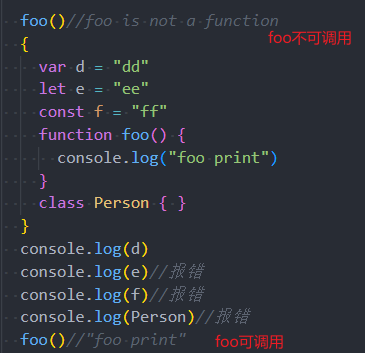 foo()//foo is not a function
foo不可调用
{
var d = "dd"
let e = "ee"
const f = "ff"
function foo() {
console.log("foo print")
}
class Person { }
}
console.log(d)
console.log(e)//报错
console.log(f)//报错
console.log(Person)//报错
foo()//"foo print"
foo可调用